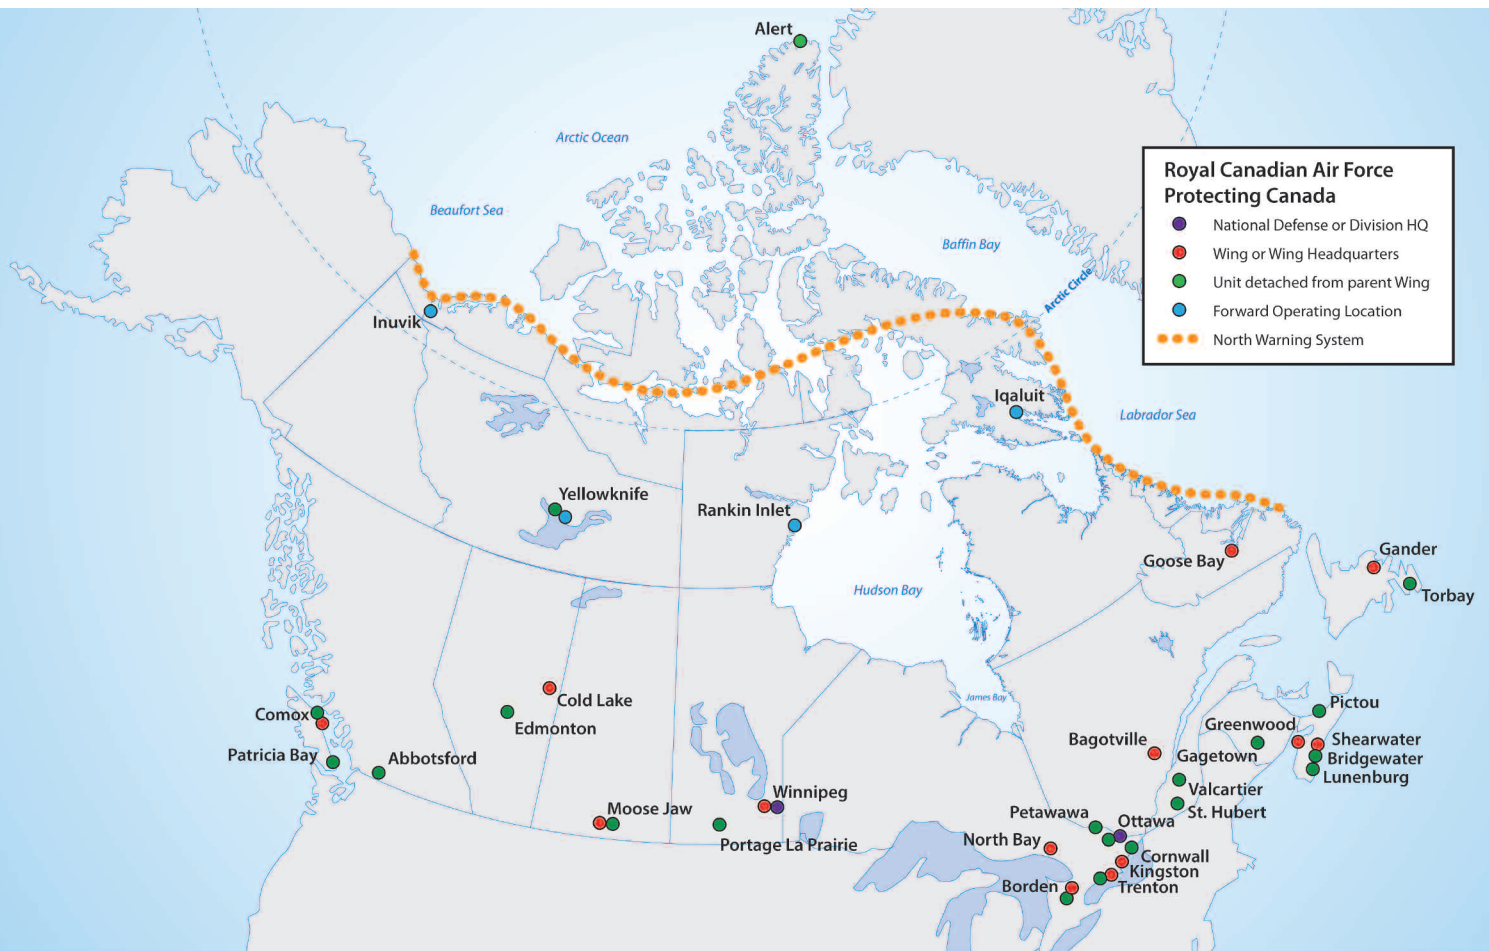 Alert
Arctic Ocean
Beaufort Sea
Baffin Bay
Arctic Circle
Royal Canadian Air Force
Protecting Canada
National Defense or Division HQ
Wing or Wing Headquarters
Unit detached from parent Wing
Forward Operating Location
North Warning System
Inuvik
Iqaluit
Labrador Sea
Yellowknife
Rankin Inlet
Goose Bay
Gander
Torbay
Hudson Bay
James Bay
Cold Lake
Edmonton
Comox
Patricia Bay
Abbotsford
Moose Jaw
Winnipeg
Portage La Prairie
Pictou
Greenwood
Shearwater
Bridgewater
Lunenburg
Bagotville
Gagetown
Valcartier
St. Hubert
Petawawa
Ottawa
North Bay
Cornwall
Kingston
Trenton
Borden